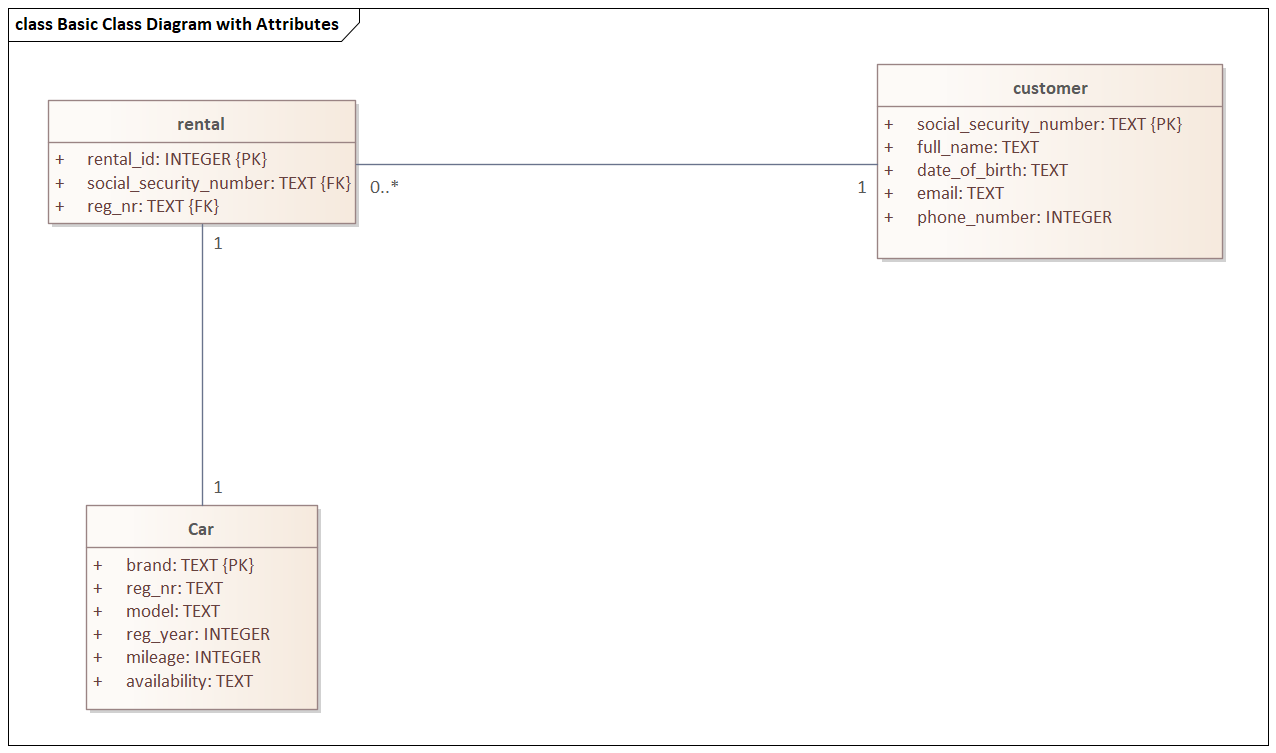 class Basic Class Diagram with Attributes
rental
+ rental_id: INTEGER {PK}
+ social_security_number: TEXT {FK}
+ reg_nr: TEXT {FK}
0..*
1
customer
+ social_security_number: TEXT {PK}
+ full_name: TEXT
+ date_of_birth: TEXT
+ email: TEXT
+ phone_number: INTEGER
1
1
Car
+ brand: TEXT {PK}
+ reg_nr: TEXT
+ model: TEXT
+ reg_year: INTEGER
+ mileage: INTEGER
+ availability: TEXT